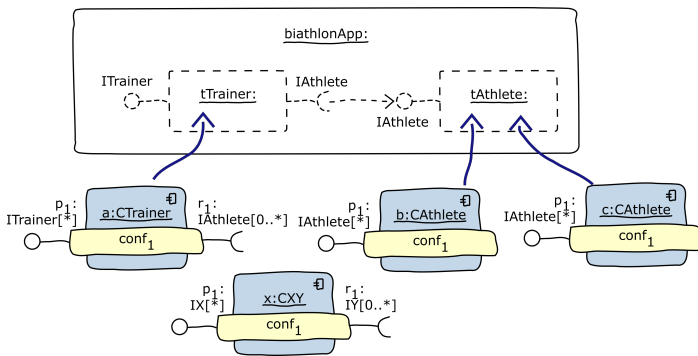 biathlonApp:
ITrainer
IAthlete
tTrainer:
tAthlete:
IAthlete
p1:
ITrainer[*]
a:CTrainer
conf1
r1:
IAthlete[0..*]
p1:
IAthlete[*]
b:CAthlete
conf1
p1:
IAthlete[*]
c:CAthlete
conf1
p1:
IX[*]
x:CXY
conf1
r1:
IY[0..*]